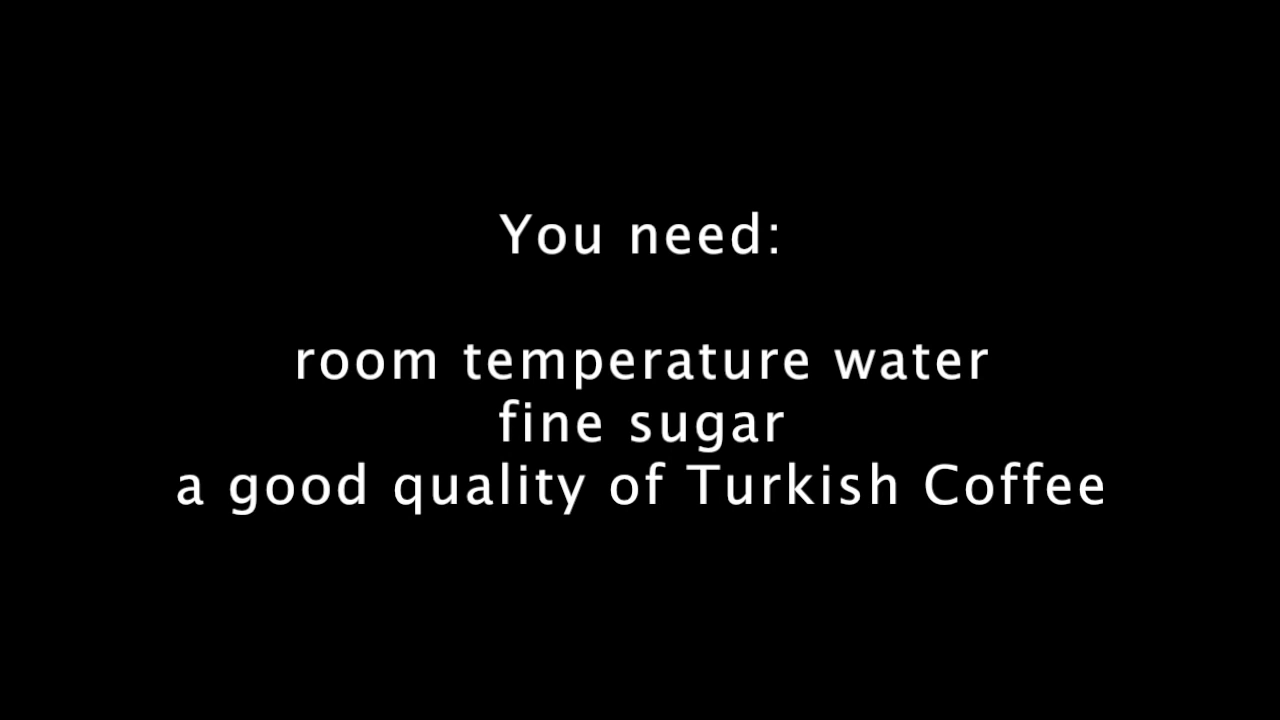 You need:
room temperature water
fine sugar
a good quality of Turkish Coffee